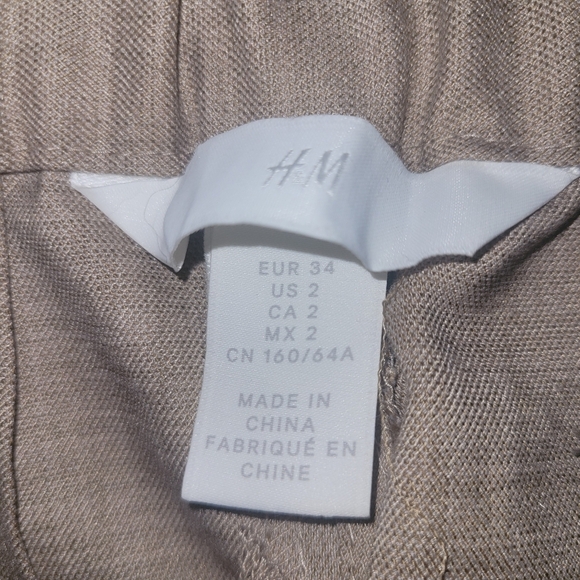 H&M
EUR 34
US 2
CA 2
MX 2
CN 160/64A
MADE IN
CHINA
FABRIQUÉ EN
CHINE